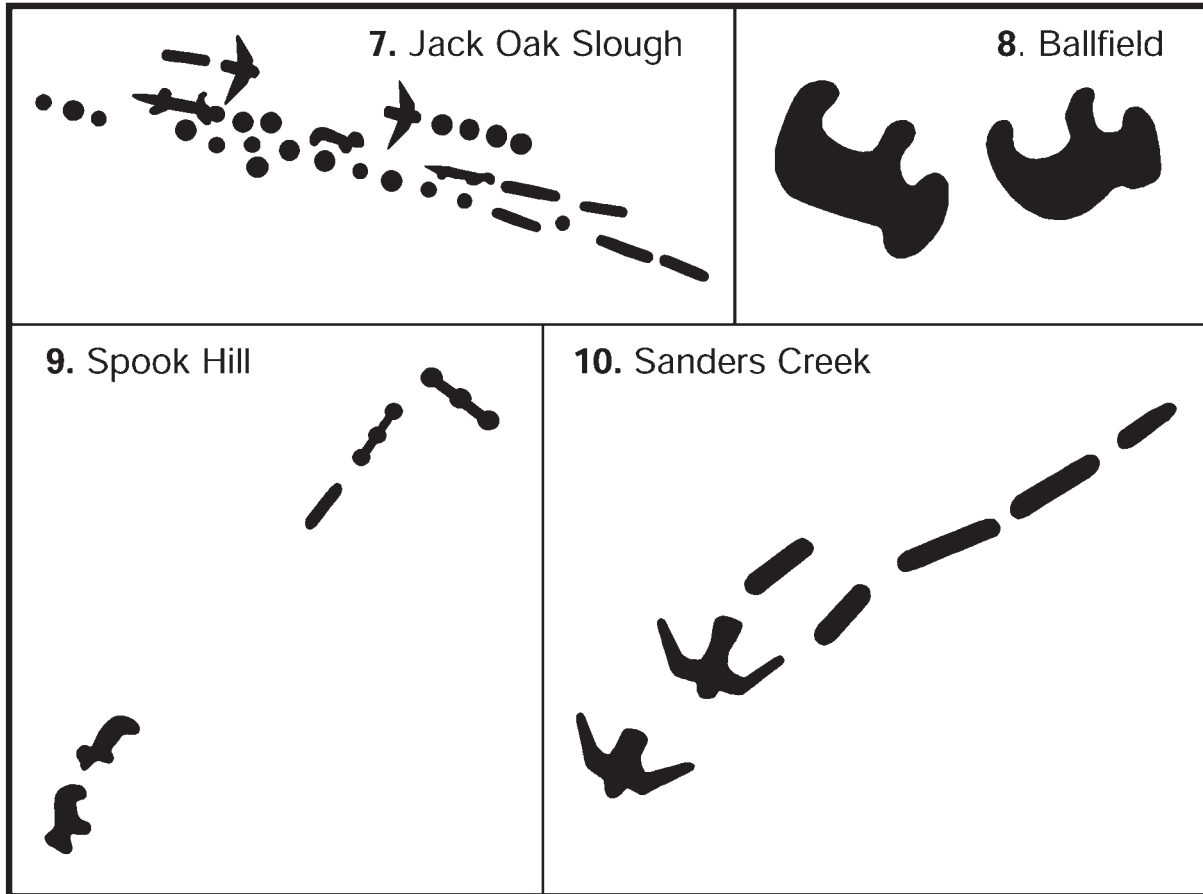 7. Jack Oak Slough
8. Ballfield
9. Spook Hill
10. Sanders Creek